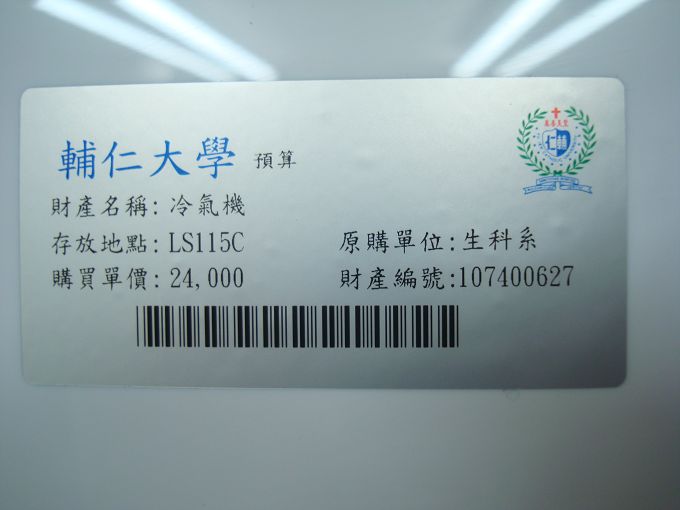 輔仁大學 預算
財產名稱: 冷氣機
存放地點: LS115C 原購單位: 生科系
購買單價: 24,000 財產編號:107400627